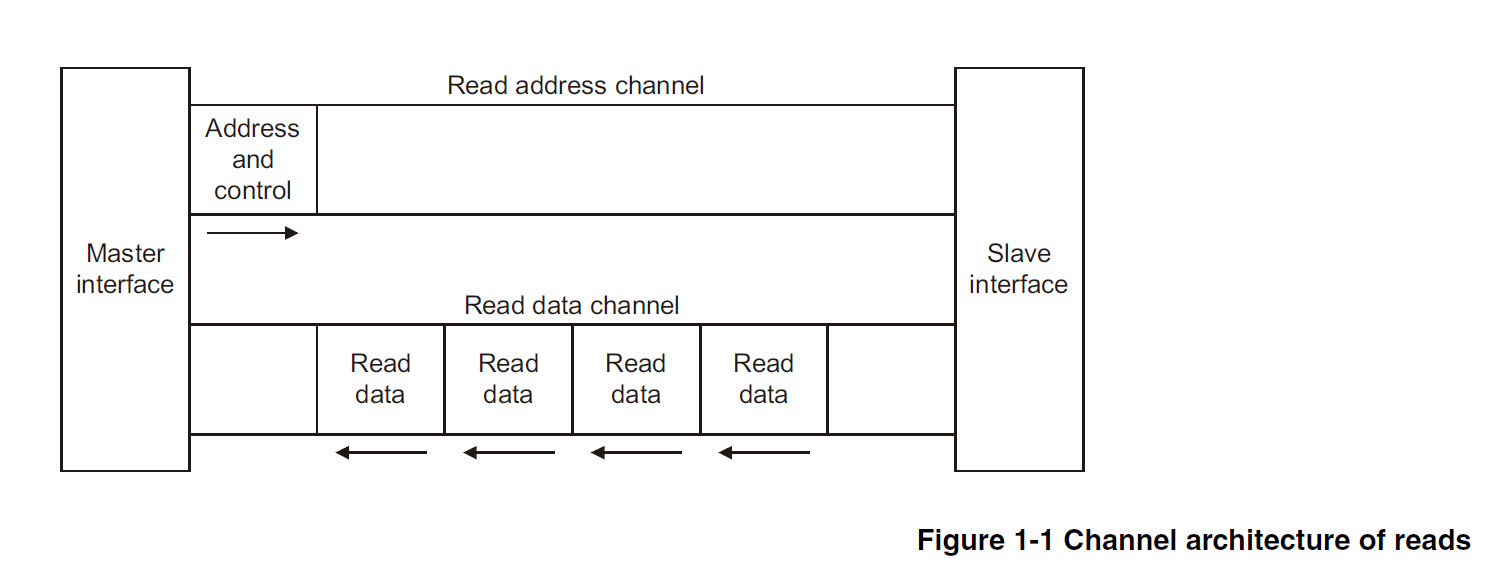 Read address channel
Address
and
control
Master
interface
Slave
interface
Read data channel
Read
data
Read
data
Read
data
Read
data
Figure 1-1 Channel architecture of reads